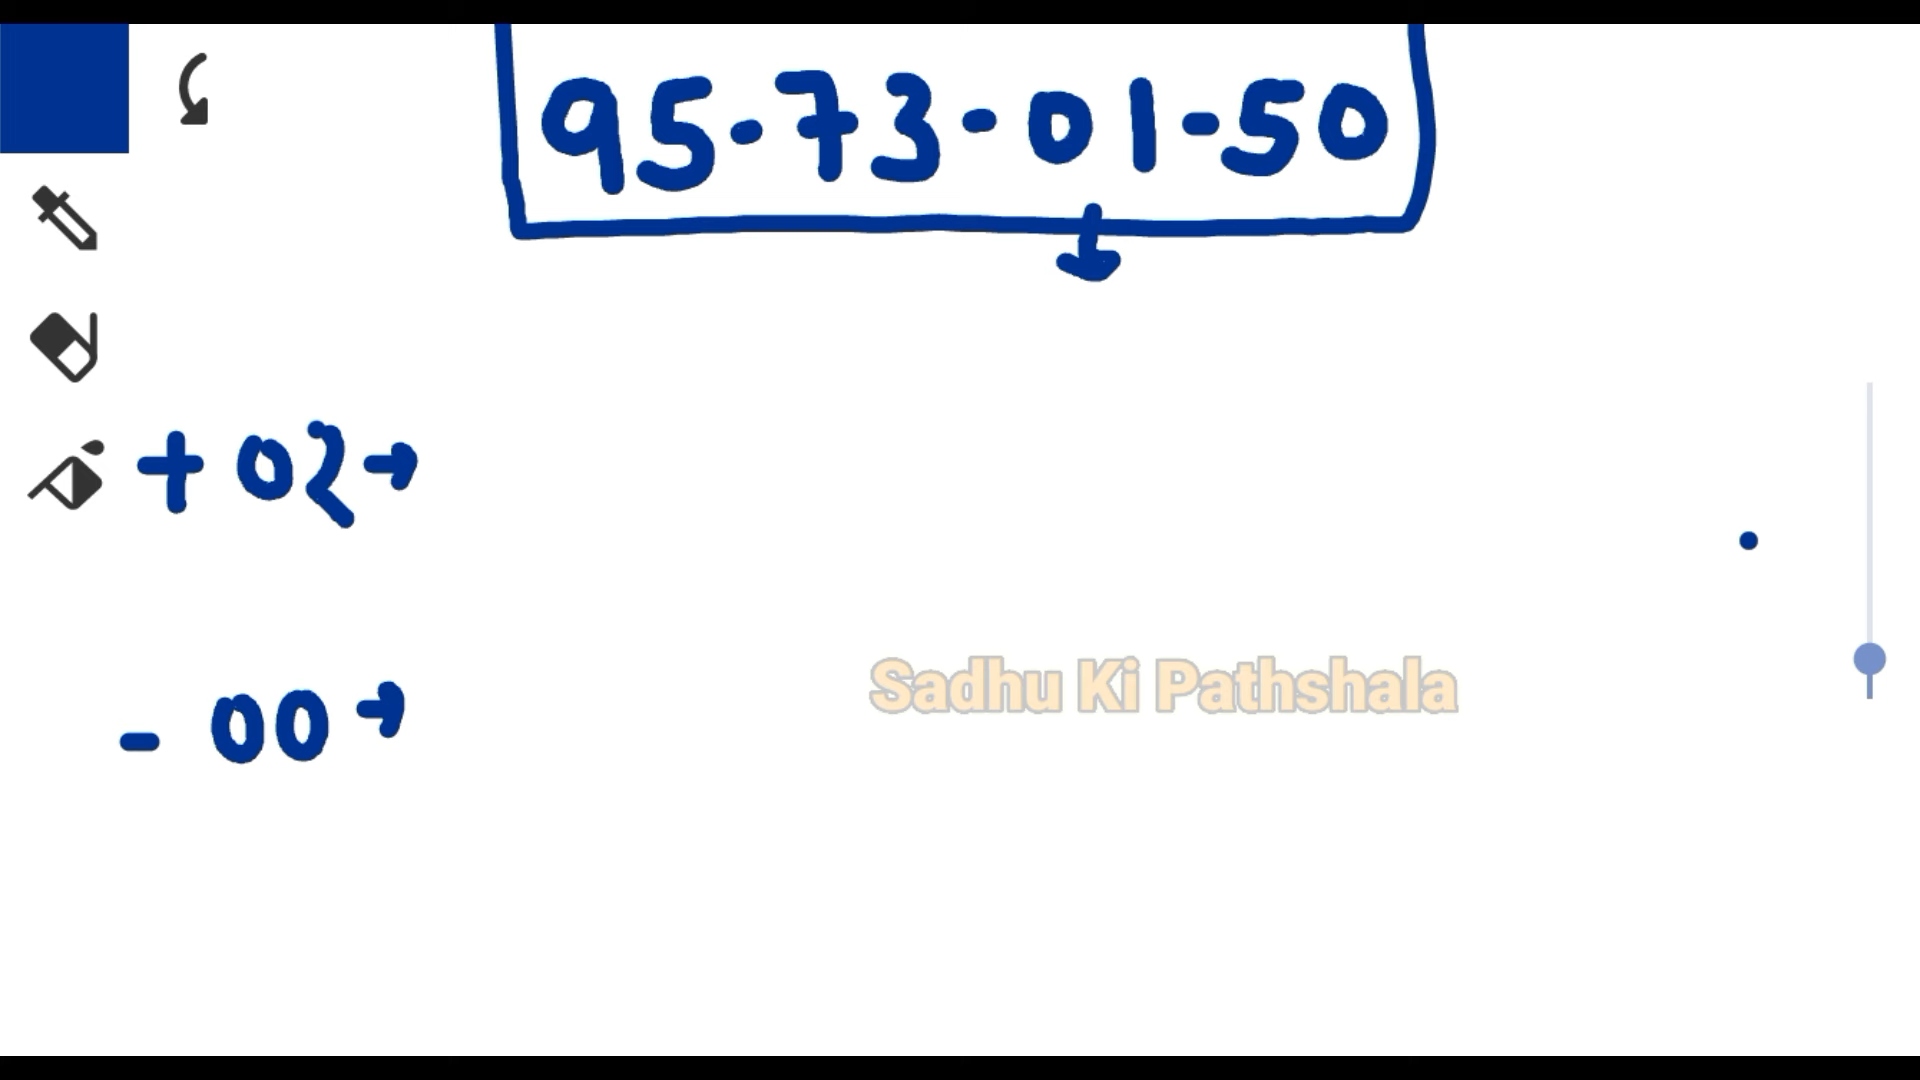 95-73-01-50
↓
+ 02→
- 00→
Sadhu Ki Pathshala